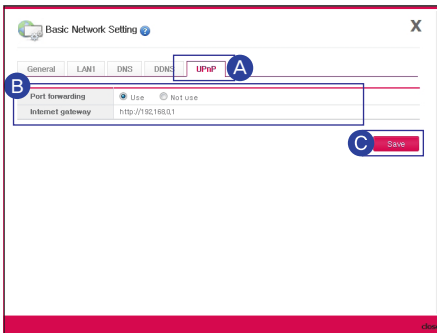 Basic Network Setting ?
X
General LAN1 DNS DDNS UPnP A
B
Port forwarding Use Not use
Internet gateway http://192,168,0,1
C Save
close